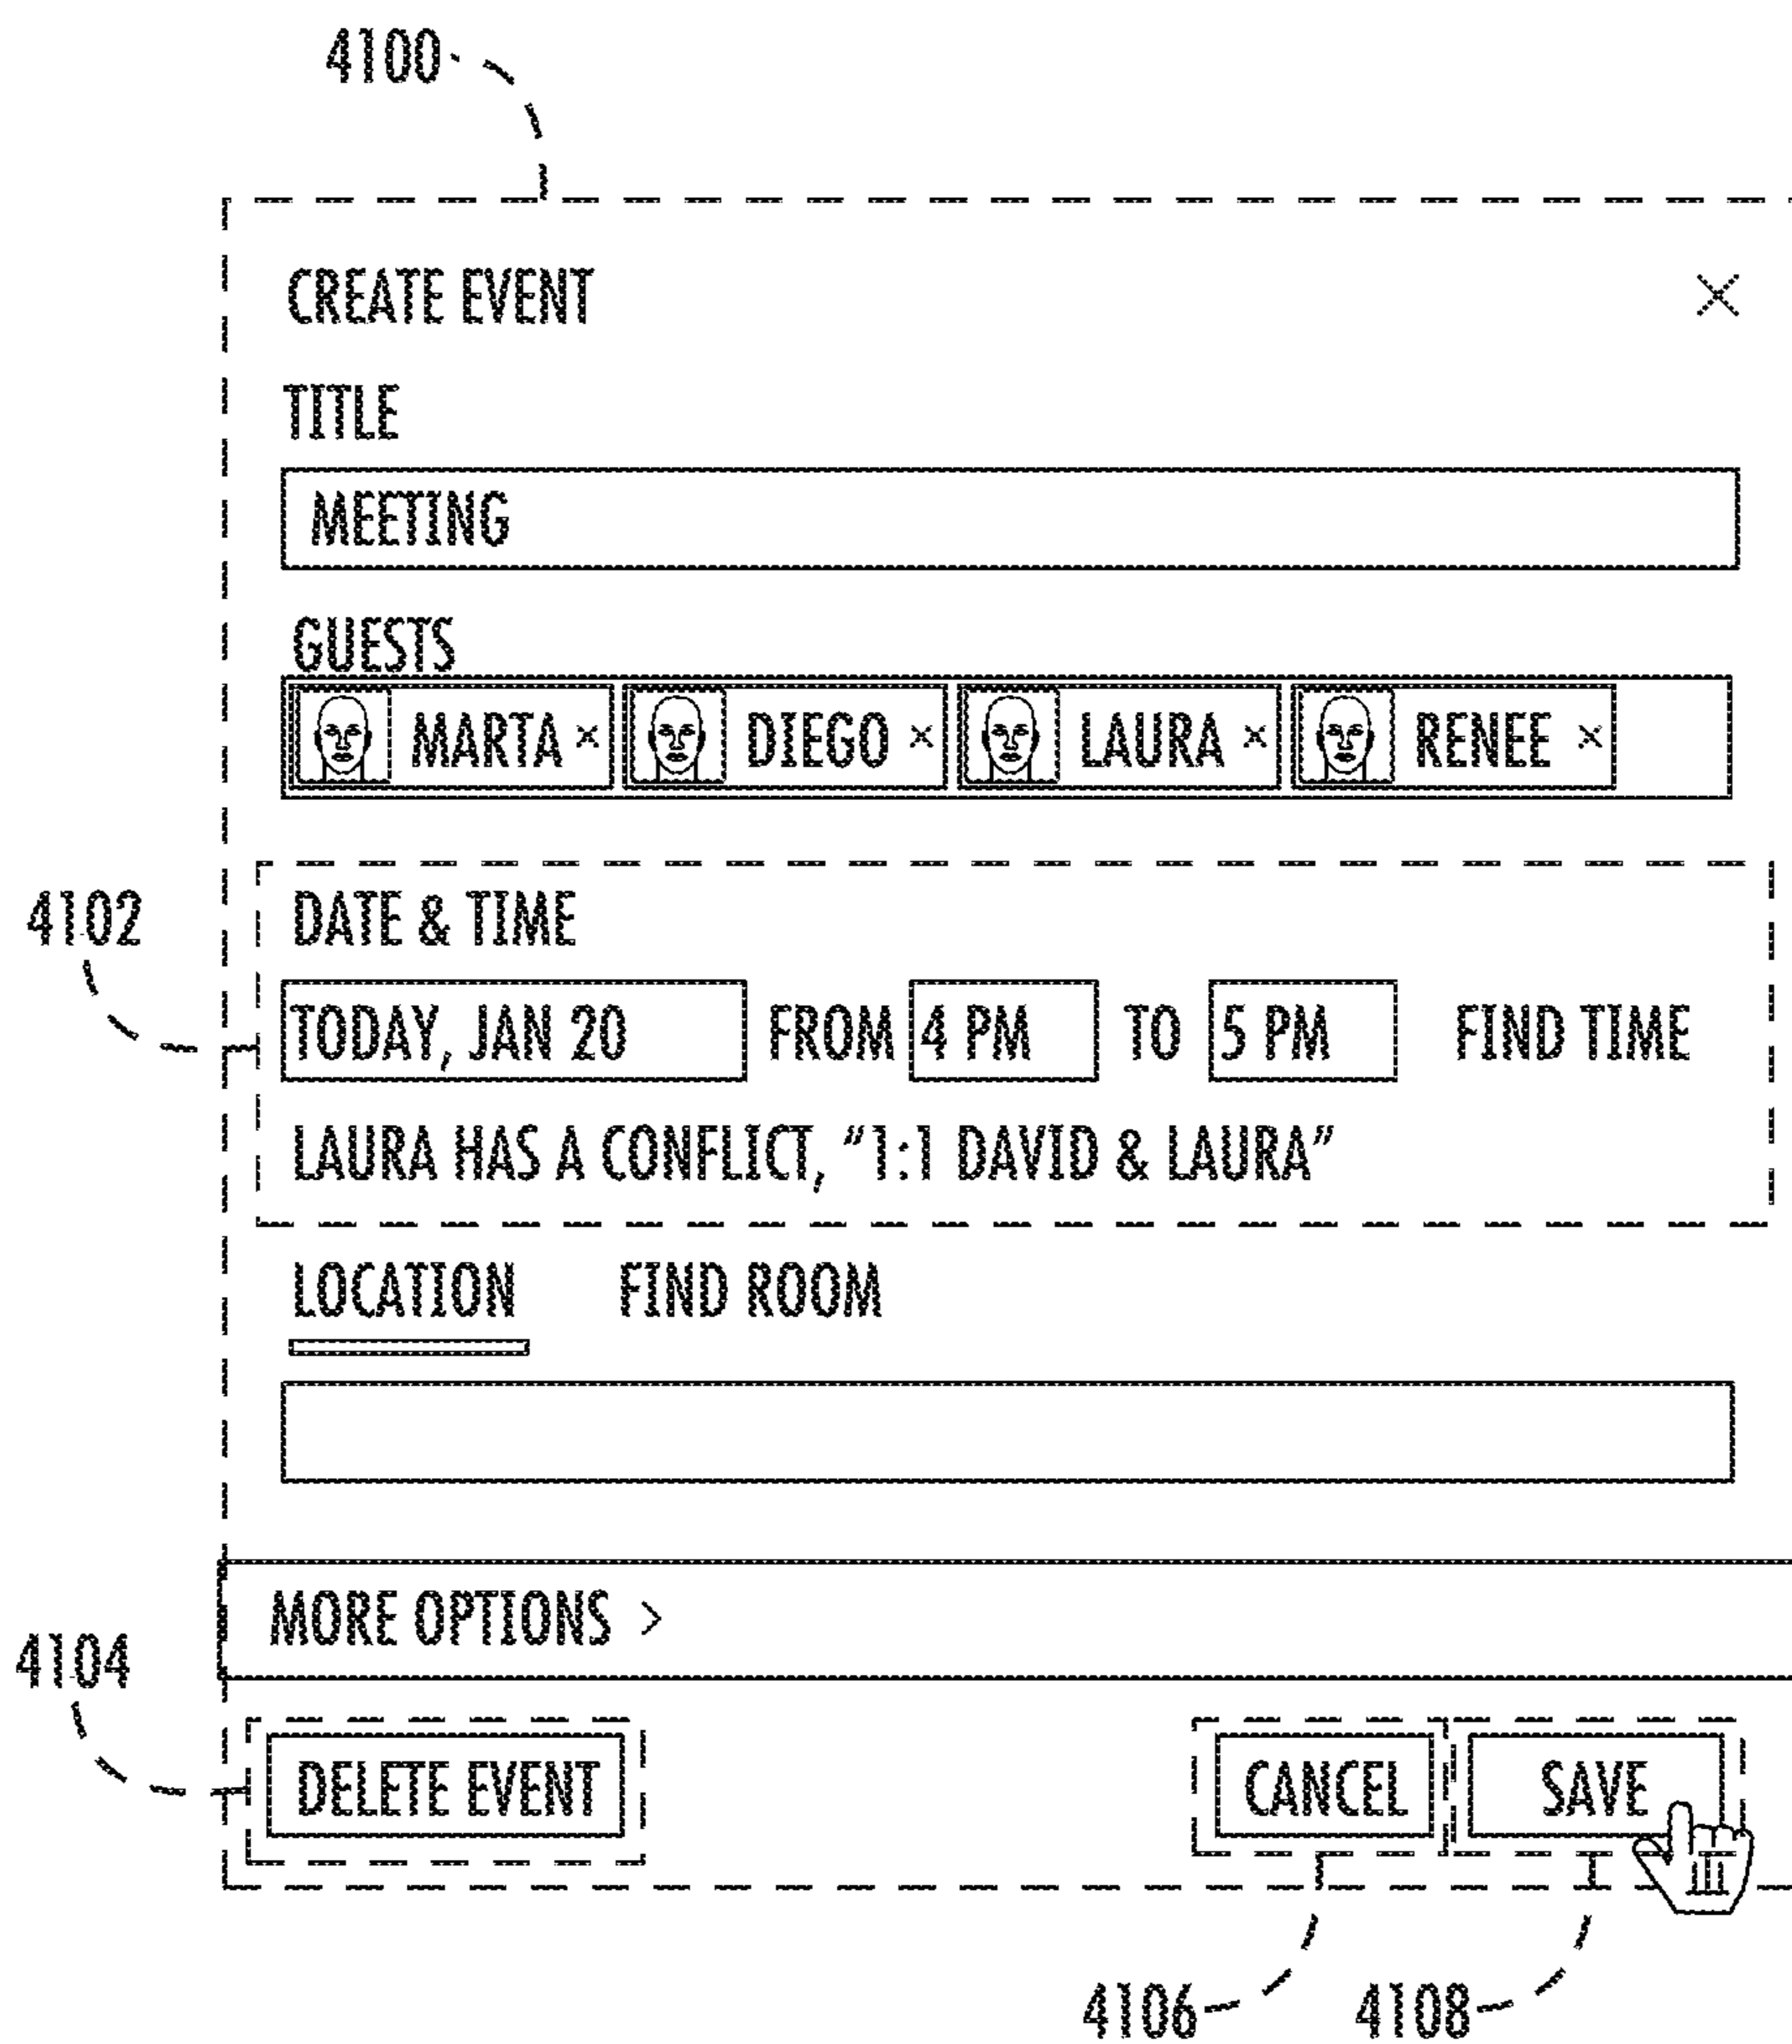 4100
CREATE EVENT ×
TITLE
MEETING
GUESTS
MARTA × DIEGO × LAURA × RENEE ×
4102
DATE & TIME
TODAY, JAN 20 FROM 4 PM TO 5 PM FIND TIME
LAURA HAS A CONFLICT, “1:1 DAVID & LAURA”
LOCATION FIND ROOM
MORE OPTIONS >
4104
DELETE EVENT CANCEL SAVE
4106 4108